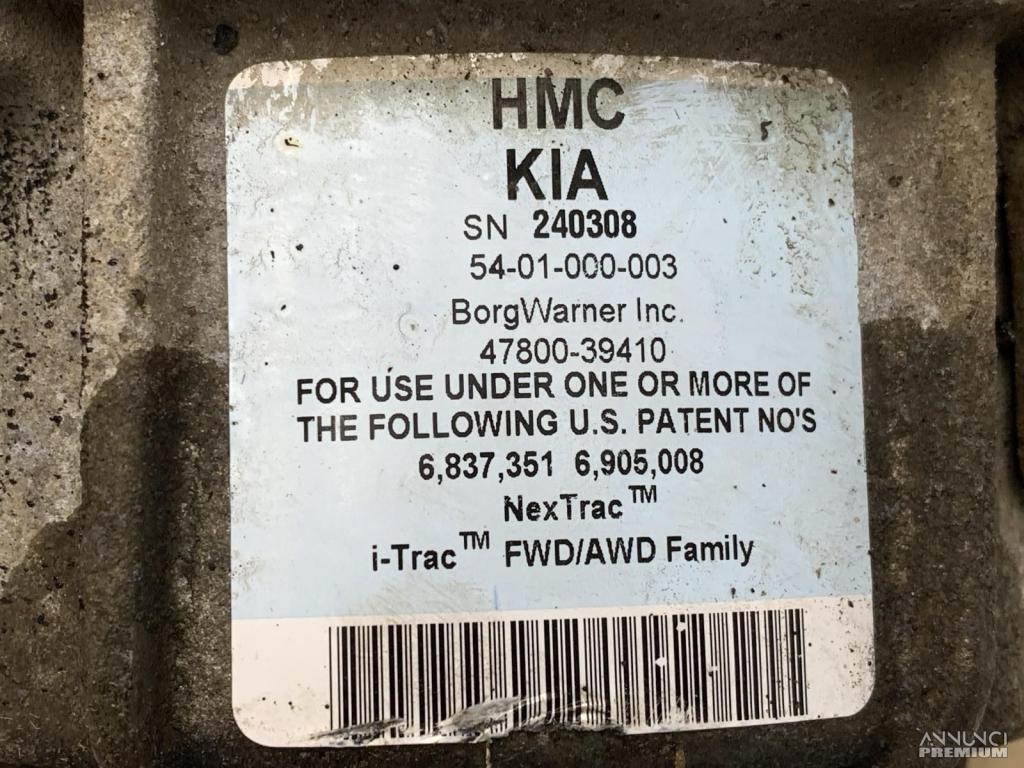 HMC
KIA
SN 240308
54-01-000-003
BorgWarner Inc.
47800-39410
FOR USE UNDER ONE OR MORE OF
THE FOLLOWING U.S. PATENT NO'S
6,837,351 6,905,008
NexTrac™
i-Trac™ FWD/AWD Family
ANNUNCI
PREMIUM